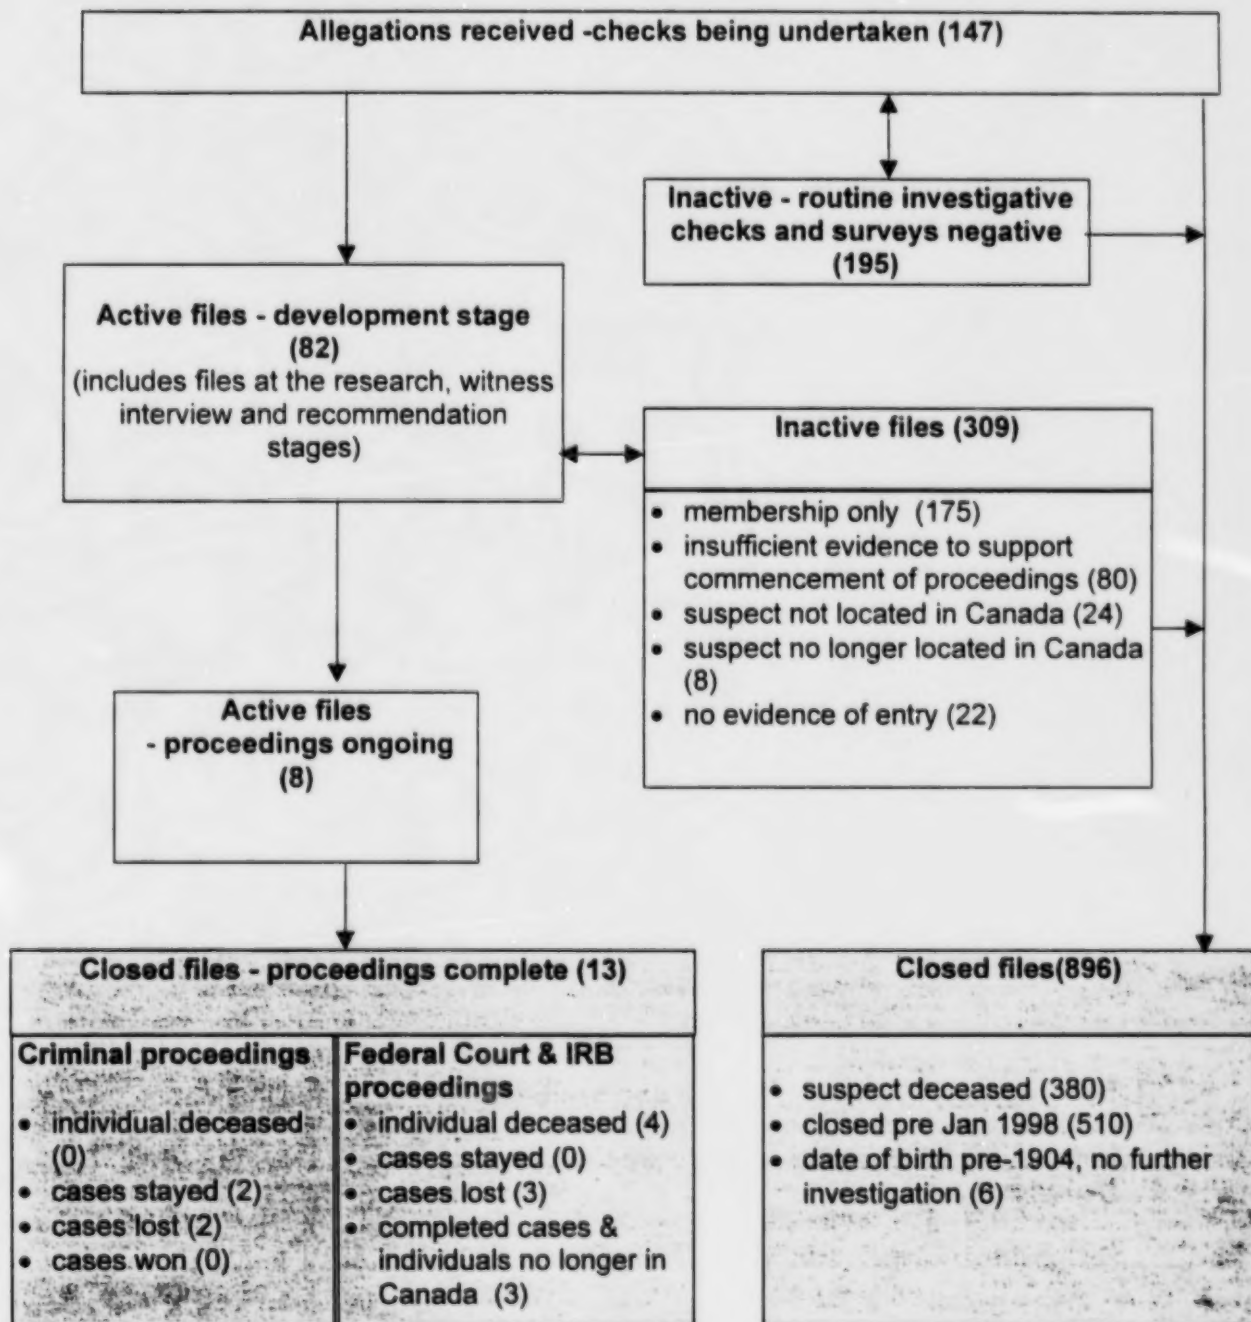 Allegations received -checks being undertaken (147)
Inactive - routine investigative
checks and surveys negative
(195)
Active files - development stage
(82)
(includes files at the research, witness
interview and recommendation
stages)
Inactive files (309)
• membership only (175)
• insufficient evidence to support
commencement of proceedings (80)
• suspect not located in Canada (24)
• suspect no longer located in Canada
(8)
• no evidence of entry (22)
Active files
- proceedings ongoing
(8)
Closed files - proceedings complete (13)
Criminal proceedings
• individual deceased
(0)
• cases stayed (2)
• cases lost (2)
• cases won (0)
Federal Court & IRB
proceedings
• individual deceased (4)
• cases stayed (0)
• cases lost (3)
• completed cases &
individuals no longer in
Canada (3)
Closed files(896)
• suspect deceased (380)
• closed pre Jan 1998 (510)
• date of birth pre-1904, no further
investigation (6)